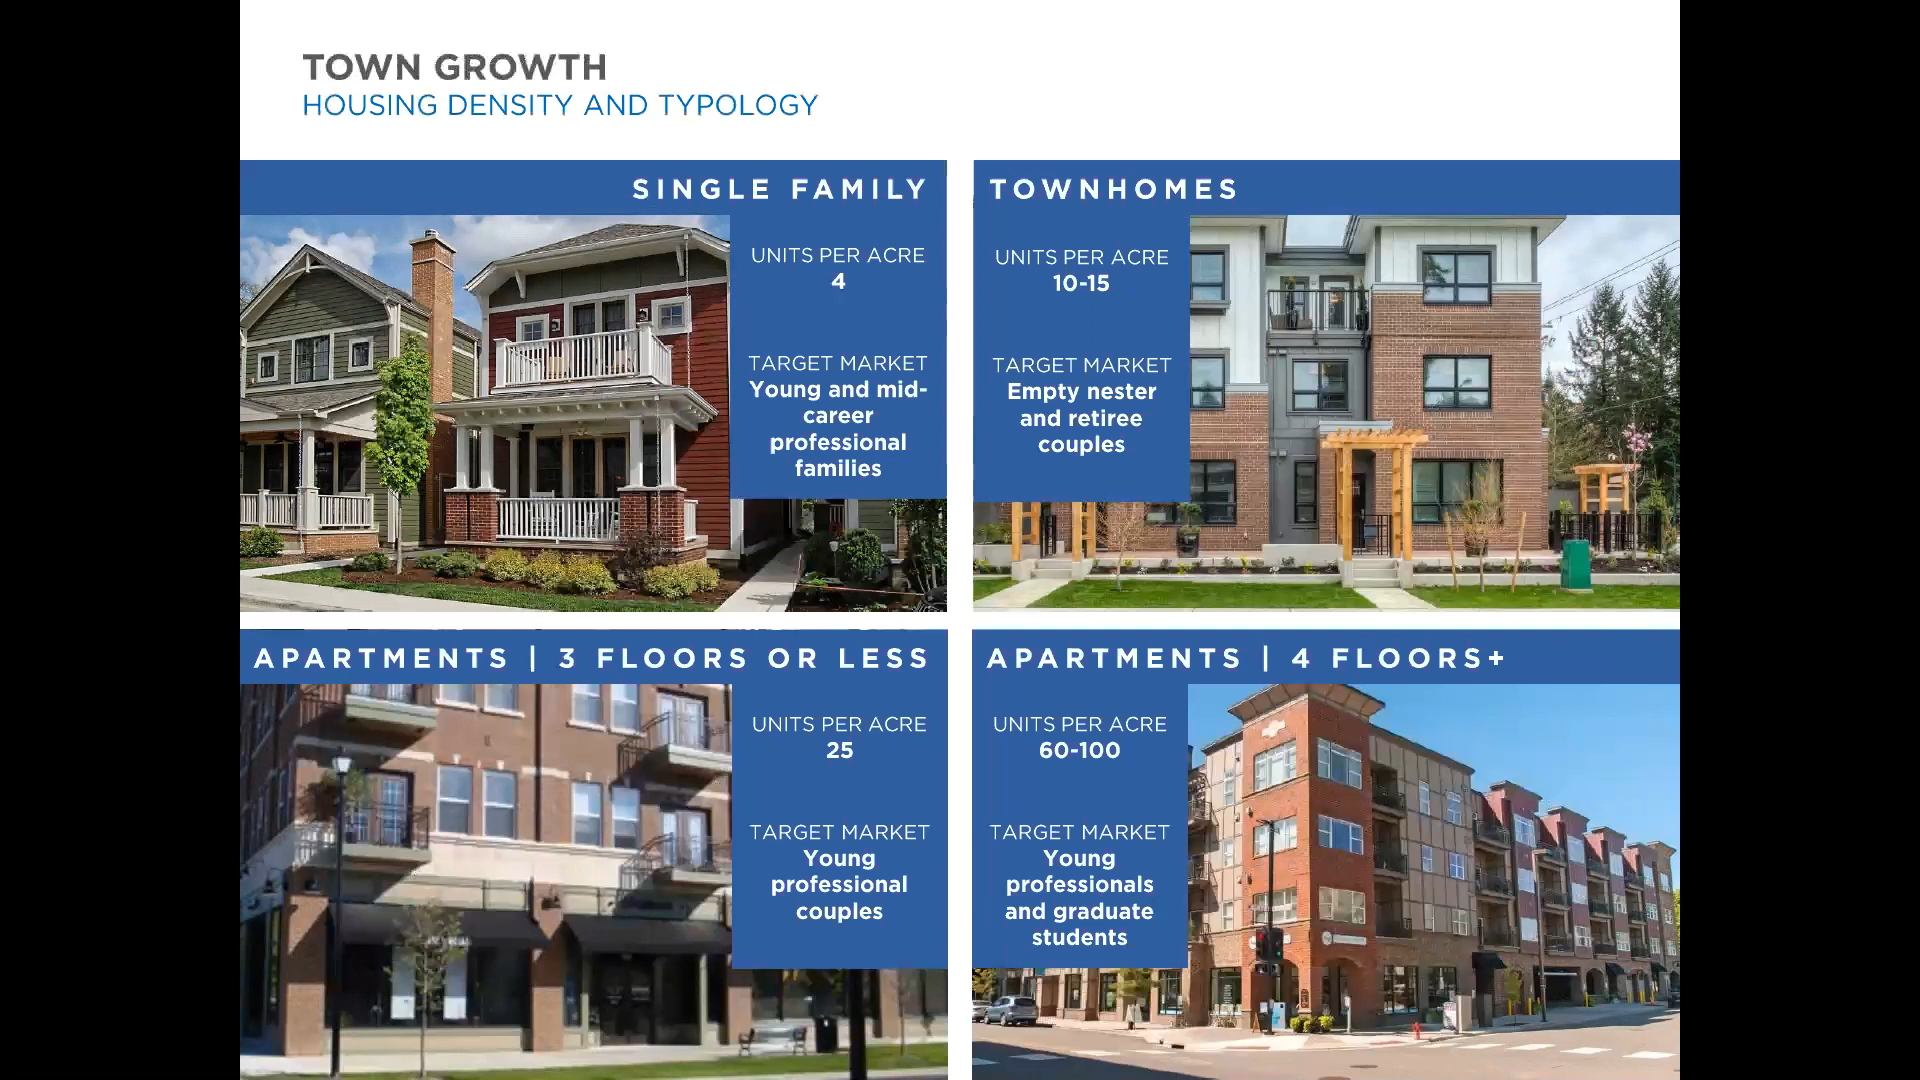 TOWN GROWTH
HOUSING DENSITY AND TYPOLOGY
SINGLE FAMILY
UNITS PER ACRE
4
TARGET MARKET
Young and mid-
career
professional
families
TOWNHOMES
UNITS PER ACRE
10-15
TARGET MARKET
Empty nester
and retiree
couples
APARTMENTS | 3 FLOORS OR LESS
UNITS PER ACRE
25
TARGET MARKET
Young
professional
couples
APARTMENTS | 4 FLOORS+
UNITS PER ACRE
60-100
TARGET MARKET
Young
professionals
and graduate
students